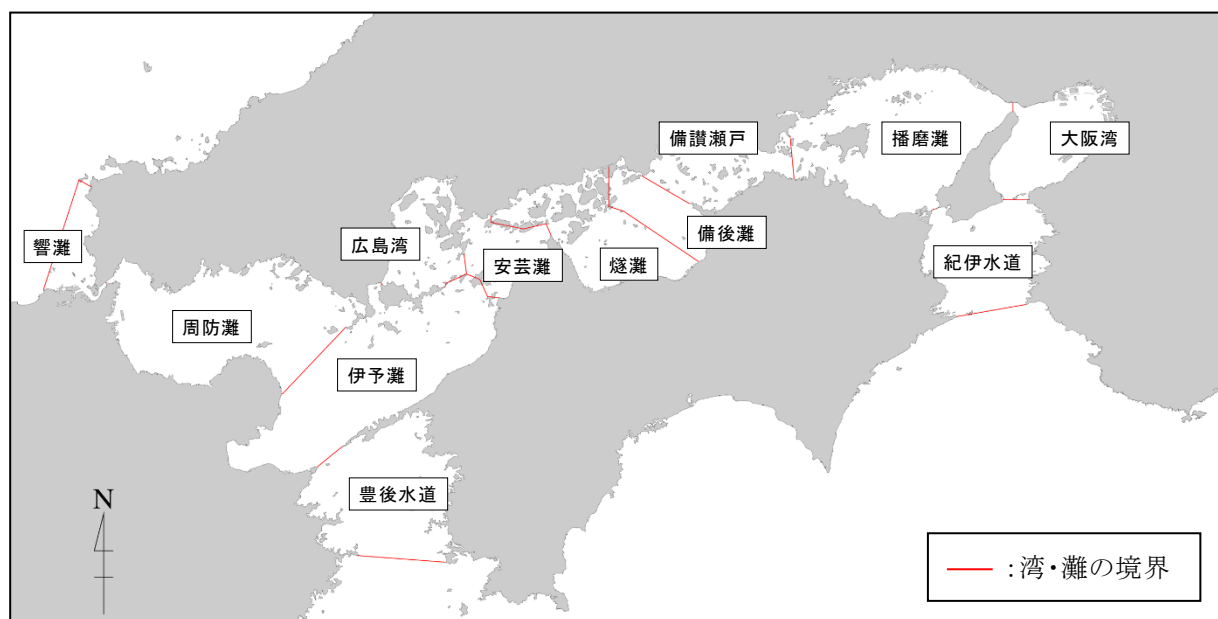 備讃瀬戸
播磨灘
大阪湾
響灘
広島湾
安芸灘
燧灘
備後灘
紀伊水道
周防灘
伊予灘
豊後水道
N
:湾・灘の境界